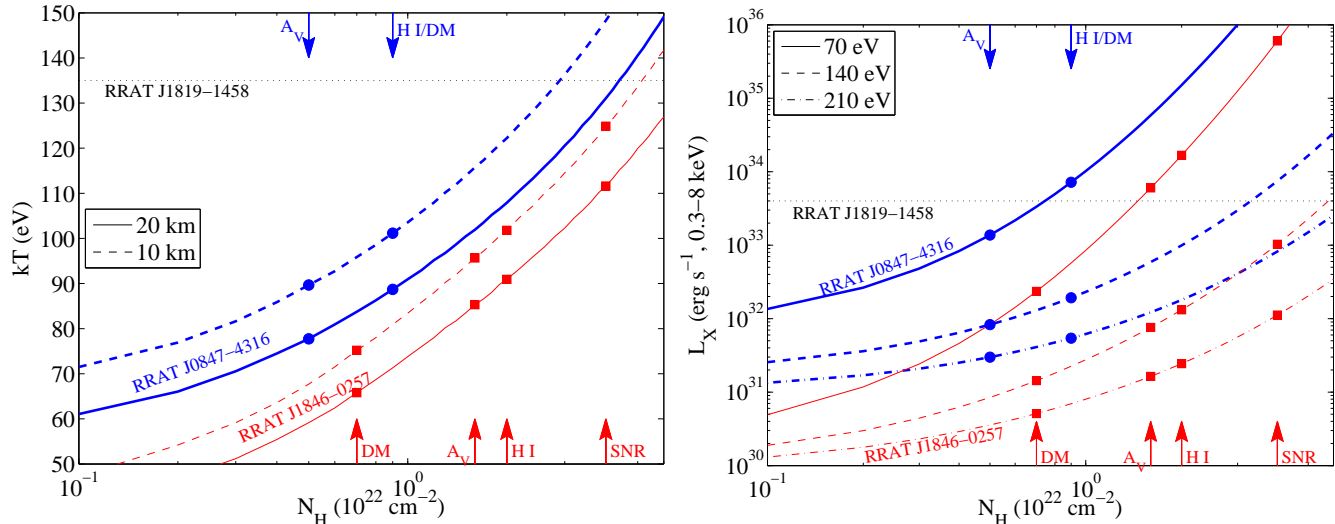 150
140
130
120
110
100
90
80
70
60
50
kT (eV)
A_V
H I/DM
RRAT J1819−1458
20 km
10 km
RRAT J0847−4316
RRAT J1846−0257
DM
A_V
H I
SNR
10^−1
10^0
N_H (10^22 cm^−2)
10^36
10^35
10^34
10^33
10^32
10^31
10^30
L_X (erg s^−1, 0.3−8 keV)
70 eV
140 eV
210 eV
A_V
H I/DM
RRAT J1819−1458
RRAT J0847−4316
RRAT J1846−0257
DM
A_V
H I
SNR
10^−1
10^0
N_H (10^22 cm^−2)